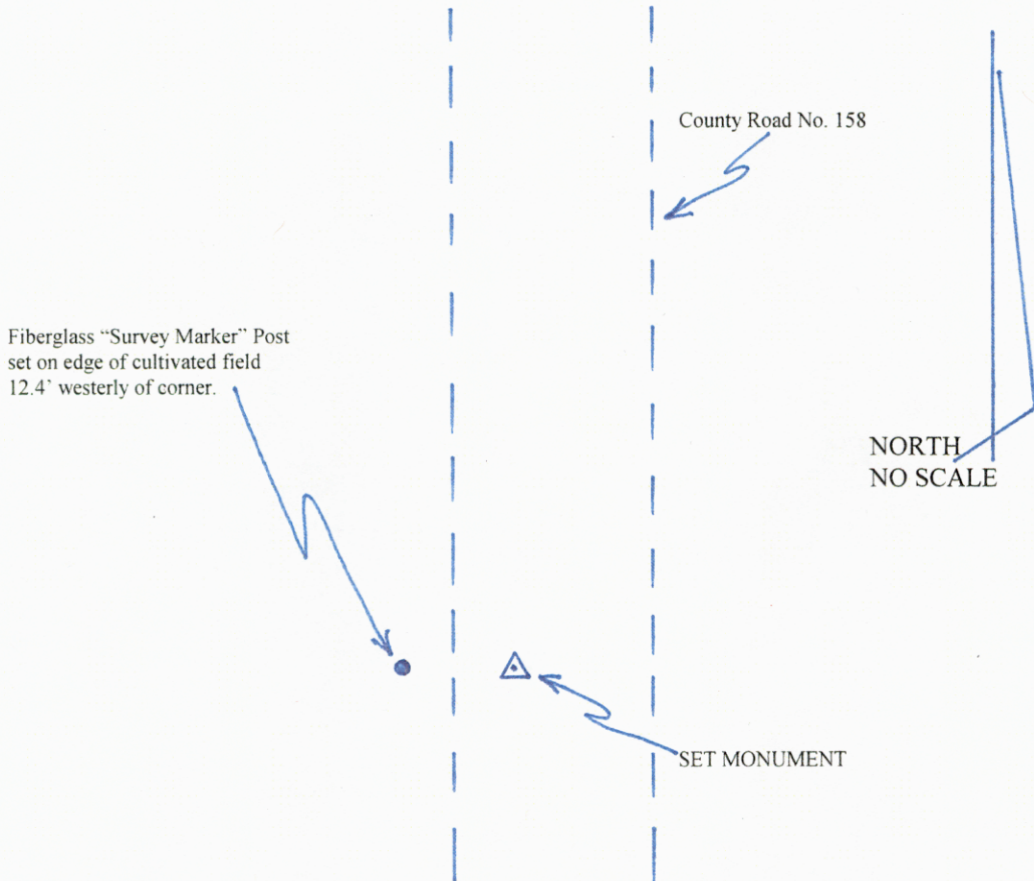 County Road No. 158
Fiberglass “Survey Marker” Post
set on edge of cultivated field
12.4’ westerly of corner.
NORTH
NO SCALE
SET MONUMENT